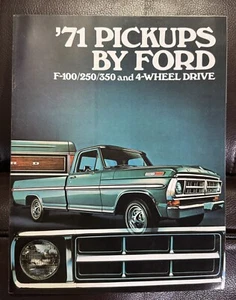 '71 PICKUPS
BY FORD
F-100/250/350 and 4-WHEEL DRIVE